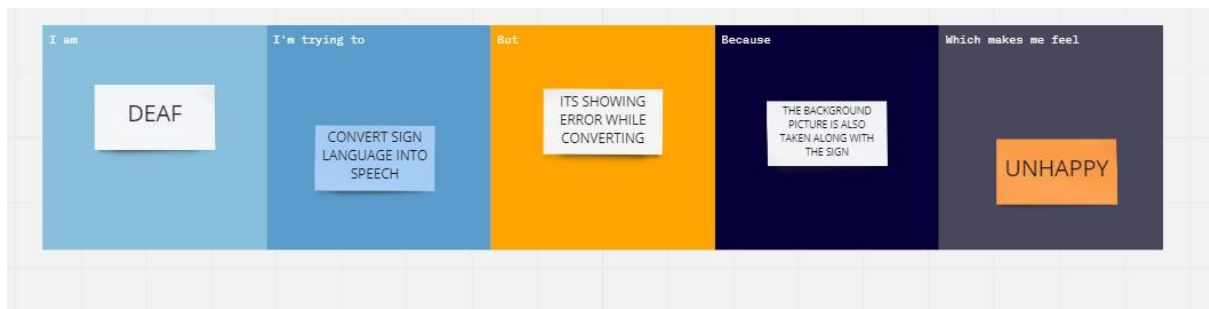 I am
DEAF
I'm trying to
CONVERT SIGN
LANGUAGE INTO
SPEECH
But
ITS SHOWING
ERROR WHILE
CONVERTING
Because
THE BACKGROUND
PICTURE IS ALSO
TAKEN ALONG WITH
THE SIGN
Which makes me feel
UNHAPPY